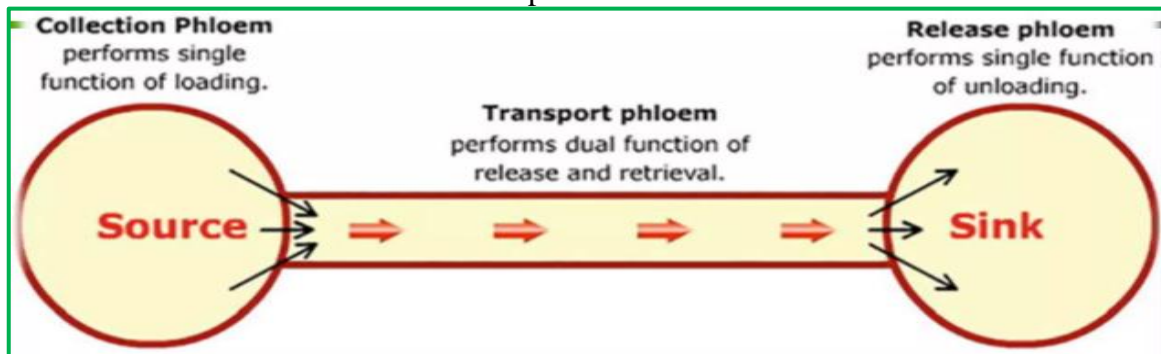 Collection Phloem
performs single
function of loading.
Release phloem
performs single function
of unloading.
Transport phloem
performs dual function of
release and retrieval.
Source
Sink